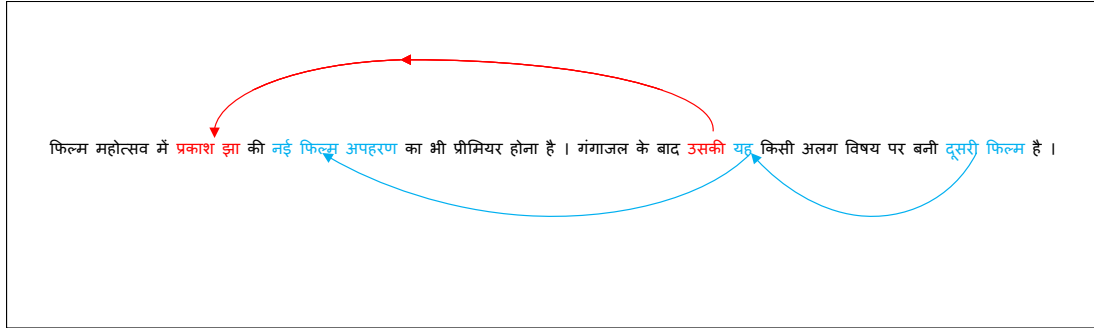 फिल्म महोत्सव में प्रकाश झा की नई फिल्म अपहरण का भी प्रीमियर होना है । गंगाजल के बाद उसकी यह किसी अलग विषय पर बनी दूसरी फिल्म है ।